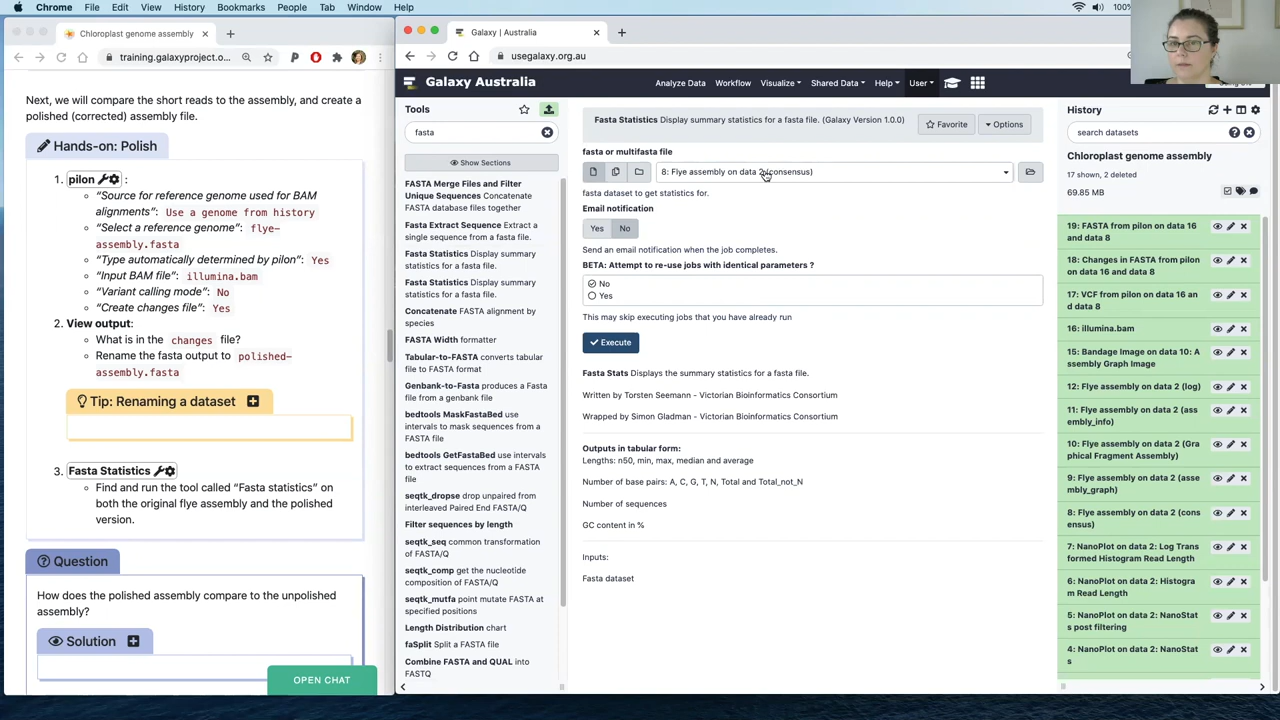 Chrome File Edit View History Bookmarks People Tab Window Help 100%
Chloroplast genome assembly
training.galaxyproject.o...
Next, we will compare the short reads to the assembly, and create a
polished (corrected) assembly file.
Hands-on: Polish
1. pilon :
"Source for reference genome used for BAM
alignments": Use a genome from history
"Select a reference genome": flye-
assembly.fasta
"Type automatically determined by pilon": Yes
"Input BAM file": illumina.bam
"Variant calling mode": No
"Create changes file": Yes
2. View output:
What is in the changes file?
Rename the fasta output to polished-
assembly.fasta
Tip: Renaming a dataset
3. Fasta Statistics
Find and run the tool called "Fasta statistics" on
both the original flye assembly and the polished
version.
Question
How does the polished assembly compare to the unpolished
assembly?
Solution
OPEN CHAT
Galaxy | Australia
usegalaxy.org.au
Galaxy Australia
Analyze Data Workflow Visualize Shared Data Help User
Tools
fasta
Show Sections
FASTA Merge Files and Filter
Unique Sequences Concatenate
FASTA database files together
Fasta Extract Sequence Extract a
single sequence from a fasta file.
Fasta Statistics Display summary
statistics for a fasta file.
Fasta Statistics Display summary
statistics for a fasta file.
Concatenate FASTA alignment by
species
FASTA Width formatter
Tabular-to-FASTA converts tabular
file to FASTA format
Genbank-to-Fasta produces a Fasta
file from a genbank file.
bedtools MaskFastaBed use
intervals to mask sequences from a
FASTA file
bedtools GetFastaBed use intervals
to extract sequences from a FASTA
file
seqtk_dropse drop unpaired from
interleaved Paired End FASTA/Q
Filter sequences by length
seqtk_seq common transformation
of FASTA/Q
seqtk_comp get the nucleotide
composition of FASTA/Q
seqtk_mutfa point mutate FASTA at
specified positions
Length Distribution chart
faSplit Split a FASTA file
Combine FASTA and QUAL into
FASTQ
Fasta Statistics Display summary statistics for a fasta file. (Galaxy Version 1.0.0)
Favorite
Options
fasta or multifasta file
8: Flye assembly on data 2 (consensus)
fasta dataset to get statistics for.
Email notification
Yes No
Send an email notification when the job completes.
BETA: Attempt to re-use jobs with identical parameters ?
No
Yes
This may skip executing jobs that you have already run
Execute
Fasta Stats Displays the summary statistics for a fasta file.
Written by Torsten Seemann - Victorian Bioinformatics Consortium
Wrapped by Simon Gladman - Victorian Bioinformatics Consortium
Outputs in tabular form:
Lengths: n50, min, max, median and average
Number of base pairs: A, C, G, T, N, Total and Total_not_N
Number of sequences
GC content in %
Inputs:
Fasta dataset
History
search datasets
Chloroplast genome assembly
17 shown, 2 deleted
69.85 MB
19: FASTA from pilon on data 16
and data 8
18: Changes in FASTA from pilon
on data 16 and data 8
17: VCF from pilon on data 16 an
d data 8
16: illumina.bam
15: Bandage Image on data 10: A
ssembly Graph Image
12: Flye assembly on data 2 (log)
11: Flye assembly on data 2 (ass
embly_info)
10: Flye assembly on data 2 (Gra
phical Fragment Assembly)
9: Flye assembly on data 2 (asse
mbly_graph)
8: Flye assembly on data 2 (cons
ensus)
7: NanoPlot on data 2: Log Trans
formed Histogram Read Length
6: NanoPlot on data 2: Histogra
m Read Length
5: NanoPlot on data 2: NanoStat
s post filtering
4: NanoPlot on data 2: NanoStat
s